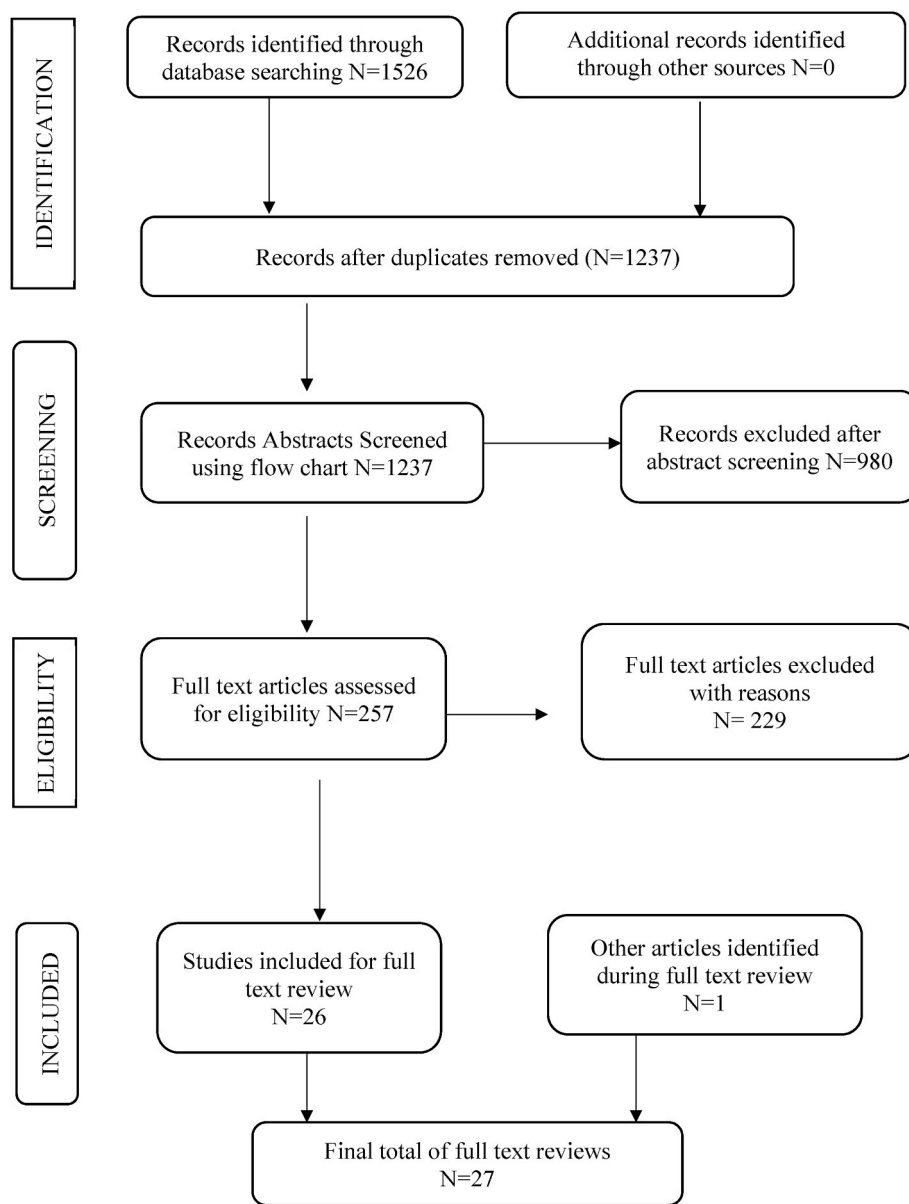 IDENTIFICATION
Records identified through
database searching N=1526
Additional records identified
through other sources N=0
Records after duplicates removed (N=1237)
SCREENING
Records Abstracts Screened
using flow chart N=1237
Records excluded after
abstract screening N=980
ELIGIBILITY
Full text articles assessed
for eligibility N=257
Full text articles excluded
with reasons
N= 229
INCLUDED
Studies included for full
text review
N=26
Other articles identified
during full text review
N=1
Final total of full text reviews
N=27